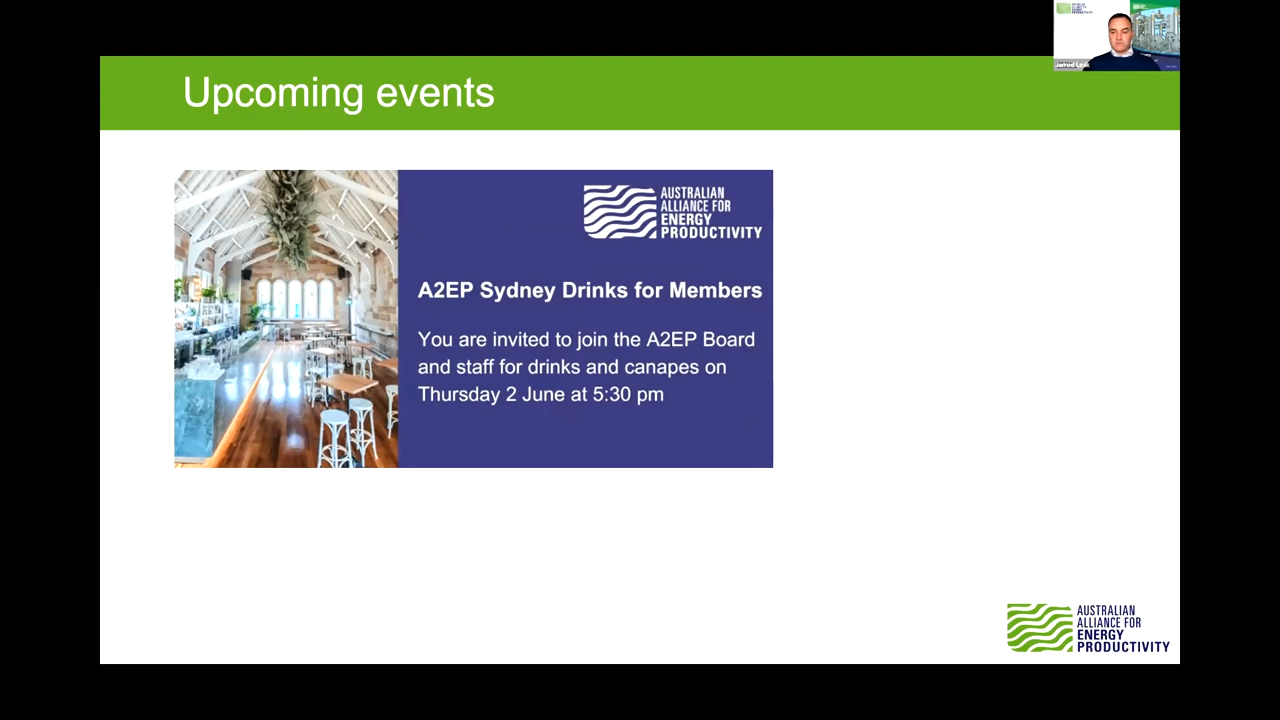 Jarrod Leak
Upcoming events
AUSTRALIAN
ALLIANCE FOR
ENERGY
PRODUCTIVITY
A2EP Sydney Drinks for Members
You are invited to join the A2EP Board
and staff for drinks and canapes on
Thursday 2 June at 5:30 pm
AUSTRALIAN
ALLIANCE FOR
ENERGY
PRODUCTIVITY